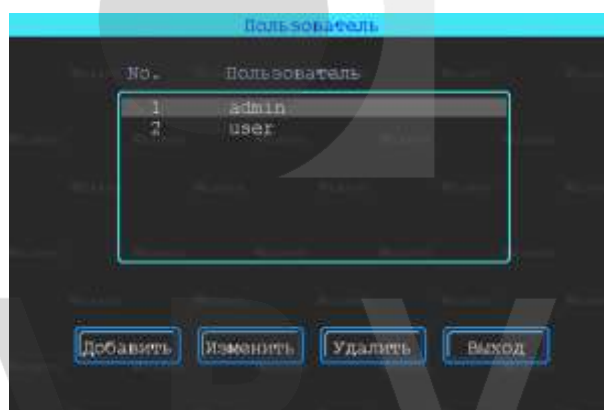 Пользователь
No. Пользователь
1 admin
2 user
Добавить Изменить Удалить Выход